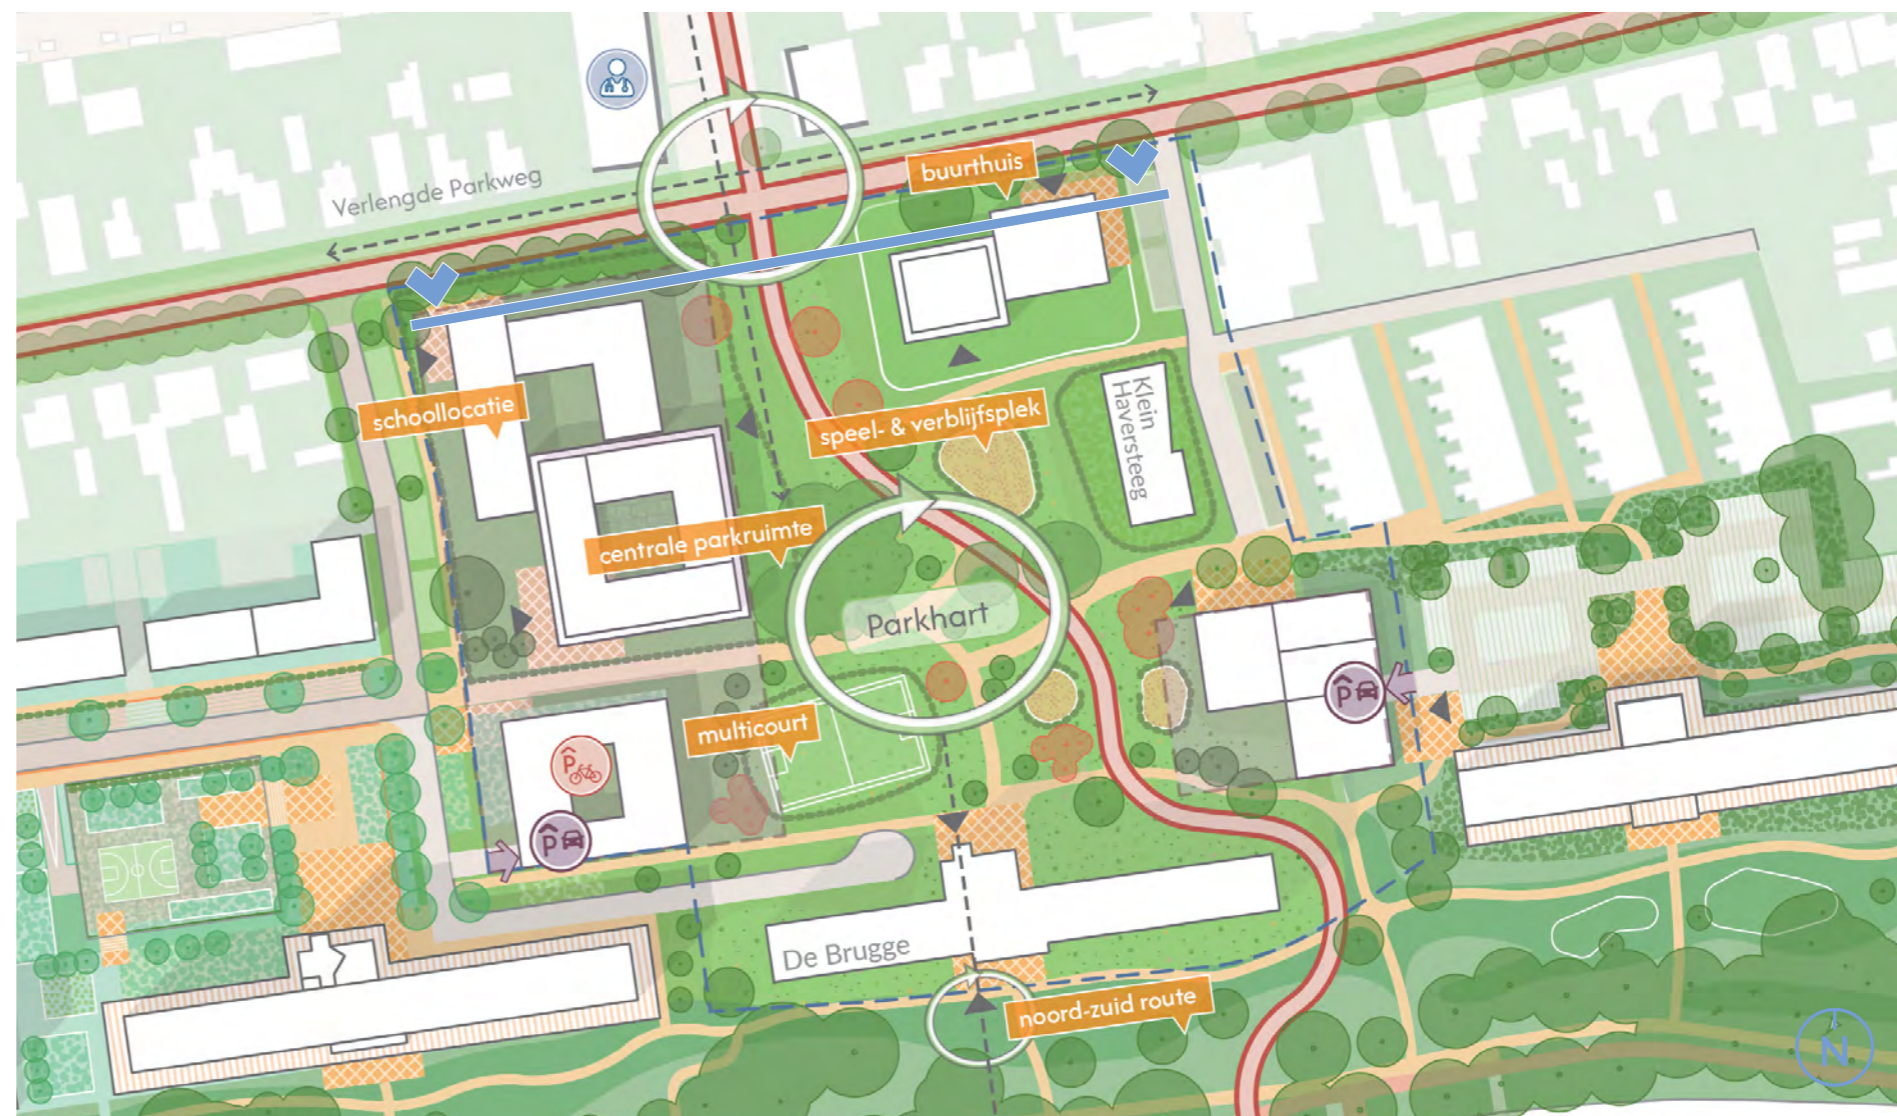 Verlengde Parkweg
buurthuis
schoollocatie
speel- & verblijfsplek
Klein
Haversteeg
centrale parkruimte
Parkhart
multicourt
P
P
P
De Brugge
noord-zuid route
N